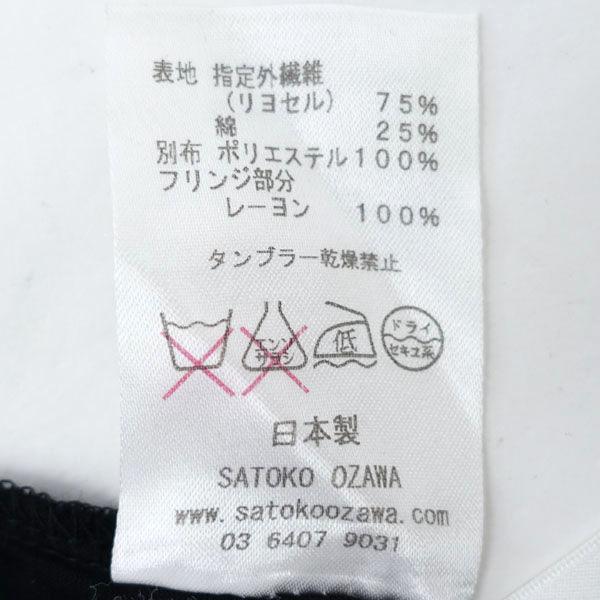 表地 指定外繊維
（リヨセル） 75%
綿 25%
別布 ポリエステル 100%
フリンジ部分
レーヨン 100%
タンブラー乾燥禁止
エンソ
サラシ
低
ドライ
セキユ系
日本製
SATOKO OZAWA
www.satokoozawa.com
03 6407 9031